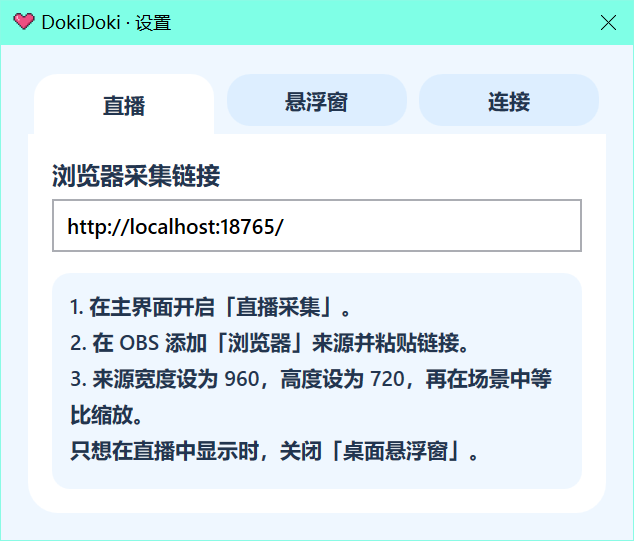 DokiDoki · 设置
直播
悬浮窗
连接
浏览器采集链接
http://localhost:18765/
1. 在主界面开启「直播采集」。
2. 在 OBS 添加「浏览器」来源并粘贴链接。
3. 来源宽度设为 960，高度设为 720，再在场景中等
比缩放。
只想在直播中显示时，关闭「桌面悬浮窗」。